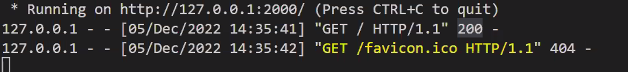 * Running on http://127.0.0.1:2000/ (Press CTRL+C to quit)
127.0.0.1 - - [05/Dec/2022 14:35:41] "GET / HTTP/1.1" 200 -
127.0.0.1 - - [05/Dec/2022 14:35:42] "GET /favicon.ico HTTP/1.1" 404 -